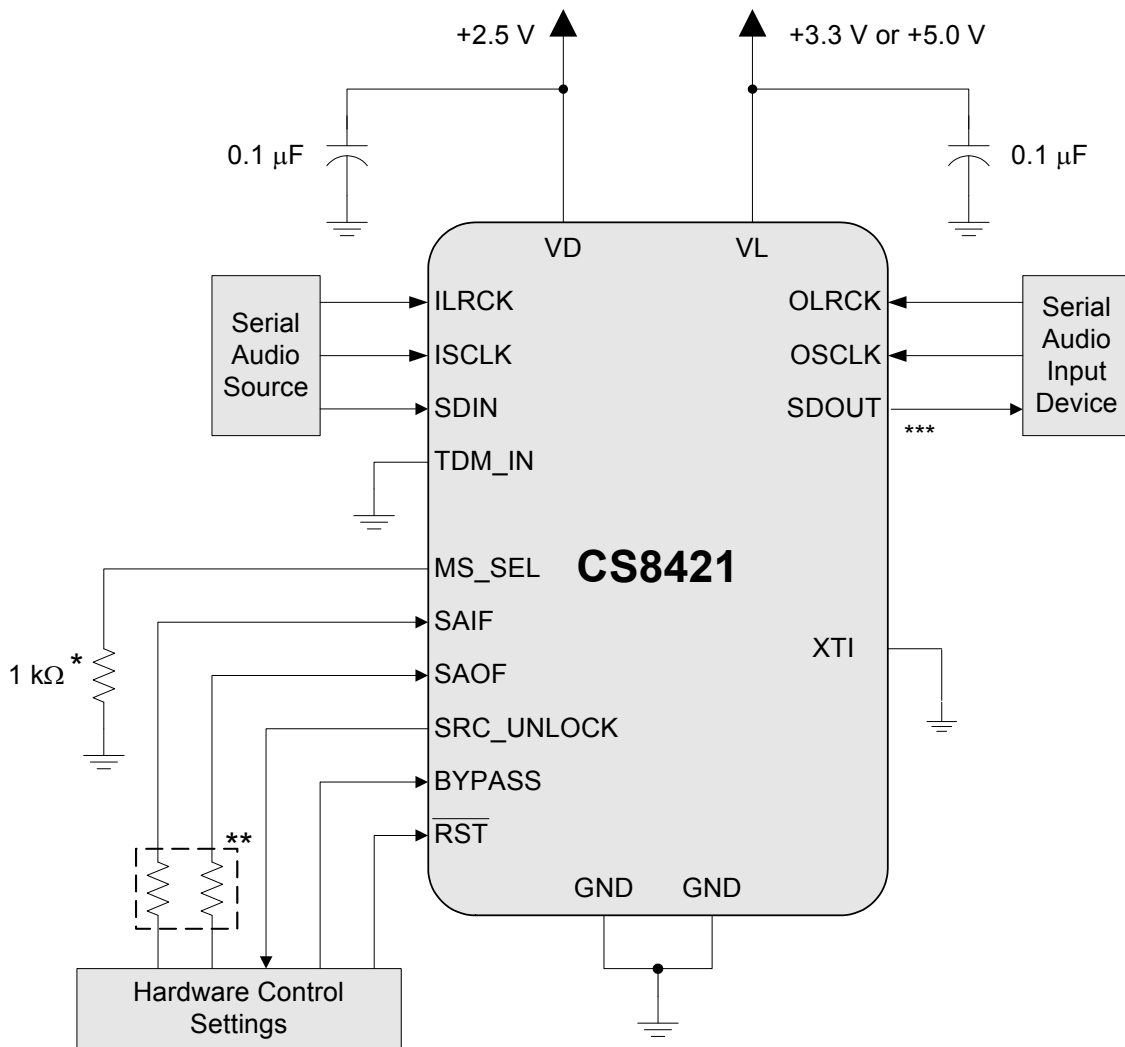 +2.5 V
+3.3 V or +5.0 V
0.1 μF
0.1 μF
VD
VL
Serial
Audio
Source
ILRCK
ISCLK
SDIN
TDM_IN
OLRCK
OSCLK
SDOUT
***
Serial
Audio
Input
Device
MS_SEL
CS8421
SAIF
SAOF
SRC_UNLOCK
BYPASS
RST
XTI
1 kΩ *
**
GND
GND
Hardware Control
Settings